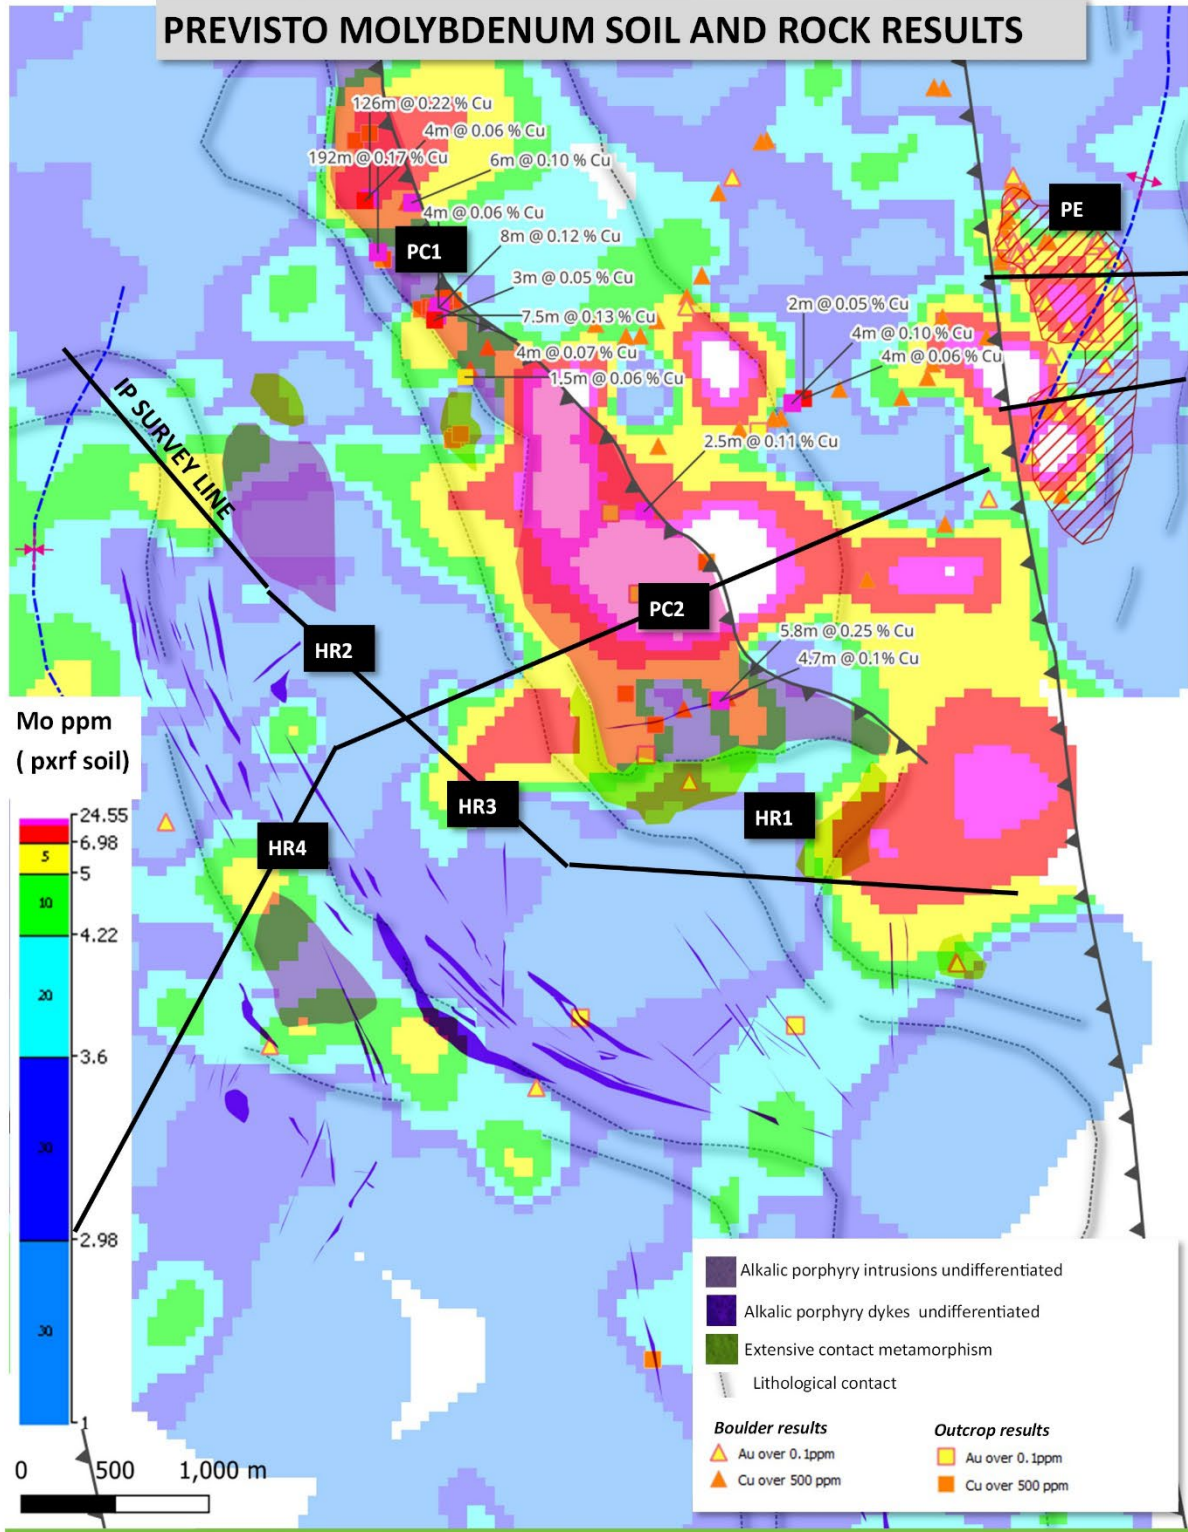 PREVISTO MOLYBDENUM SOIL AND ROCK RESULTS
126m @ 0.22 % Cu
4m @ 0.06 % Cu
192m @ 0.17 % Cu
6m @ 0.10 % Cu
4m @ 0.06 % Cu
8m @ 0.12 % Cu
3m @ 0.05 % Cu
7.5m @ 0.13 % Cu
4m @ 0.07 % Cu
1.5m @ 0.06 % Cu
2m @ 0.05 % Cu
4m @ 0.10 % Cu
4m @ 0.06 % Cu
2.5m @ 0.11 % Cu
5.8m @ 0.25 % Cu
4.7m @ 0.1% Cu
PE
PC1
IP SURVEY LINE
PC2
HR2
HR3
HR1
HR4
Mo ppm
( pxrf soil)
24.55
6.98
5
5
10
4.22
20
3.6
30
2.98
30
1
0 500 1,000 m
Alkalic porphyry intrusions undifferentiated
Alkalic porphyry dykes undifferentiated
Extensive contact metamorphism
Lithological contact
Boulder results
Au over 0.1ppm
Cu over 500 ppm
Outcrop results
Au over 0.1ppm
Cu over 500 ppm